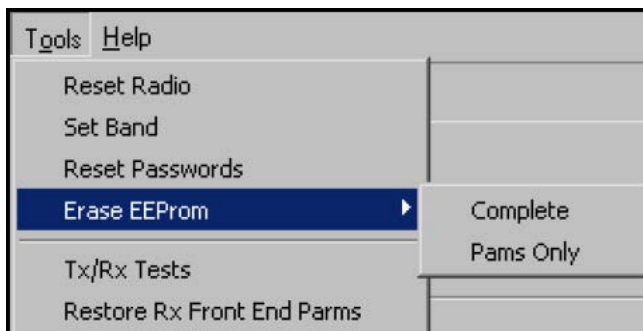 Tools Help
Reset Radio
Set Band
Reset Passwords
Erase EEProm
Complete
Pams Only
Tx/Rx Tests
Restore Rx Front End Parms